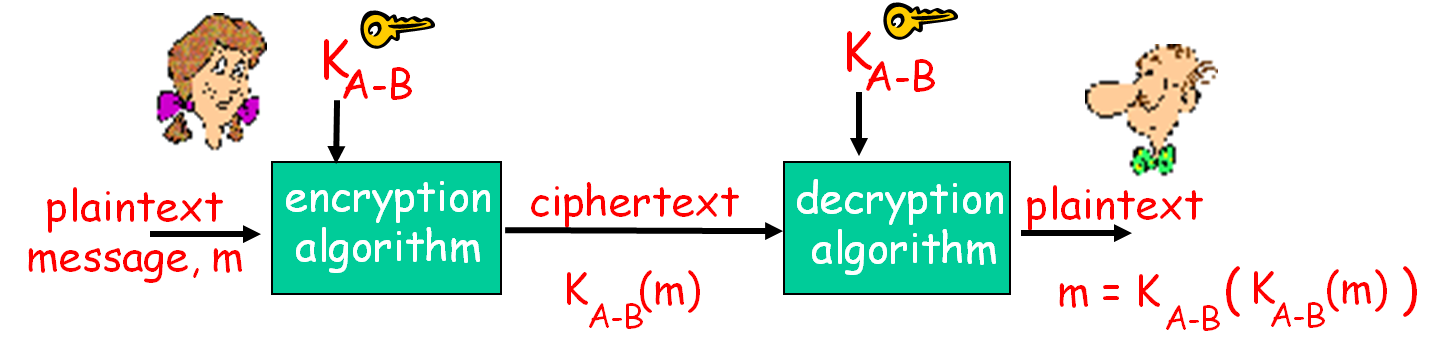 K A-B
K A-B
plaintext
message, m
encryption
algorithm
ciphertext
K A-B (m)
decryption
algorithm
plaintext
m = K A-B ( K A-B (m) )